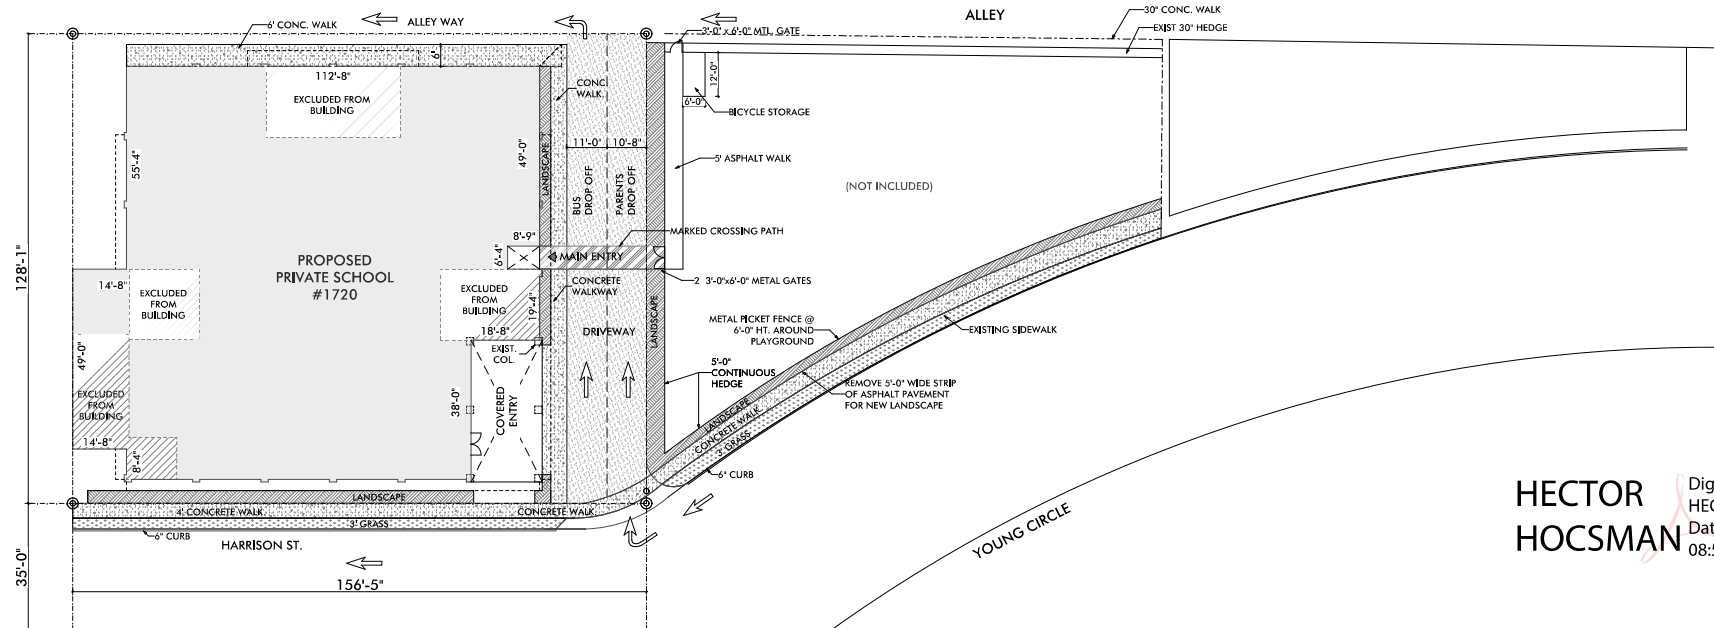 6' CONC. WALK
ALLEY WAY
ALLEY
30" CONC. WALK
EXIST 30" HEDGE
3'-0" x 6'-0" MTL. GATE
6'
112'-8"
EXCLUDED FROM
BUILDING
CONC.
WALK.
12'-0"
6'-0"
BICYCLE STORAGE
55'-4"
49'-0"
LANDSCAPE
11'-0"
10'-8"
5' ASPHALT WALK
BUS
DROP OFF
PARENTS
DROP OFF
(NOT INCLUDED)
8'-9"
MARKED CROSSING PATH
6'-4"
X
MAIN ENTRY
128'-1"
PROPOSED
PRIVATE SCHOOL
#1720
14'-8"
EXCLUDED
FROM
BUILDING
EXCLUDED
FROM
BUILDING
19'-4"
CONCRETE
WALKWAY
2 3'-0"x6'-0" METAL GATES
LANDSCAPE
18'-8"
DRIVEWAY
METAL PICKET FENCE @
6'-0" HT. AROUND
PLAYGROUND
EXISTING SIDEWALK
EXIST.
COL.
49'-0"
5'-0"
CONTINUOUS
HEDGE
EXCLUDED
FROM
BUILDING
38'-0"
COVERED
ENTRY
REMOVE 5'-0" WIDE STRIP
OF ASPHALT PAVEMENT
FOR NEW LANDSCAPE
LANDSCAPE
CONCRETE WALK
3' GRASS
14'-8"
8'-4"
6" CURB
LANDSCAPE
4' CONCRETE WALK
CONCRETE WALK
3' GRASS
6" CURB
HARRISON ST.
YOUNG CIRCLE
35'-0"
156'-5"
HECTOR
HOCSMAN
Dig
HEC
Dat
08:5